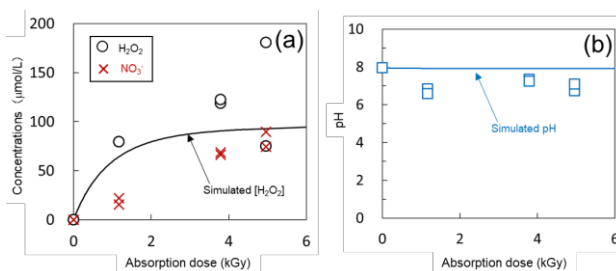 (a)
Concentrations (μmol/L)
200
150
100
50
0
H₂O₂
NO₃⁻
Simulated [H₂O₂]
0 2 4 6
Absorption dose (kGy)
(b)
pH
12
10
8
6
4
2
0
Simulated pH
0 2 4 6
Absorption dose (kGy)